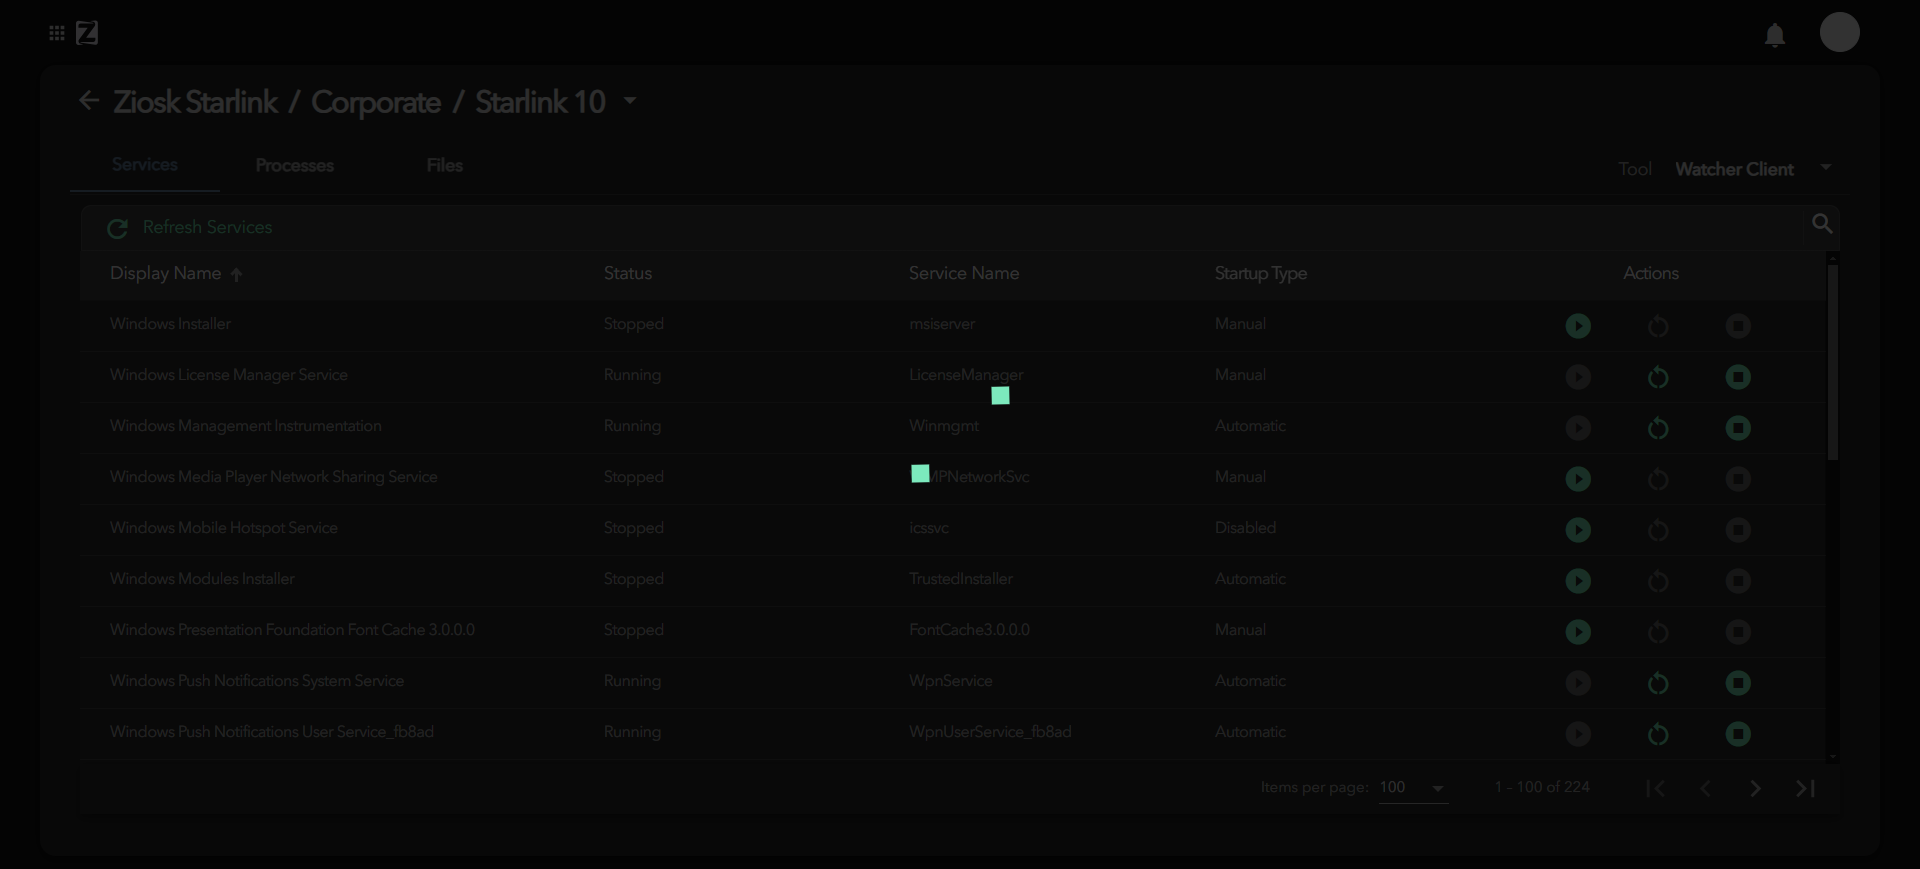 Z
Ziosk Starlink / Corporate / Starlink 10
Services Processes Files Tool Watcher Client
Refresh Services
Display Name Status Service Name Startup Type Actions
Windows Installer Stopped msiserver Manual
Windows License Manager Service Running LicenseManager Manual
Windows Management Instrumentation Running Winmgmt Automatic
Windows Media Player Network Sharing Service Stopped MPNetworkSvc Manual
Windows Mobile Hotspot Service Stopped icssvc Disabled
Windows Modules Installer Stopped TrustedInstaller Automatic
Windows Presentation Foundation Font Cache 3.0.0.0 Stopped FontCache3.0.0.0 Manual
Windows Push Notifications System Service Running WpnService Automatic
Windows Push Notifications User Service_fb8ad Running WpnUserService_fb8ad Automatic
Items per page: 100 1 - 100 of 224